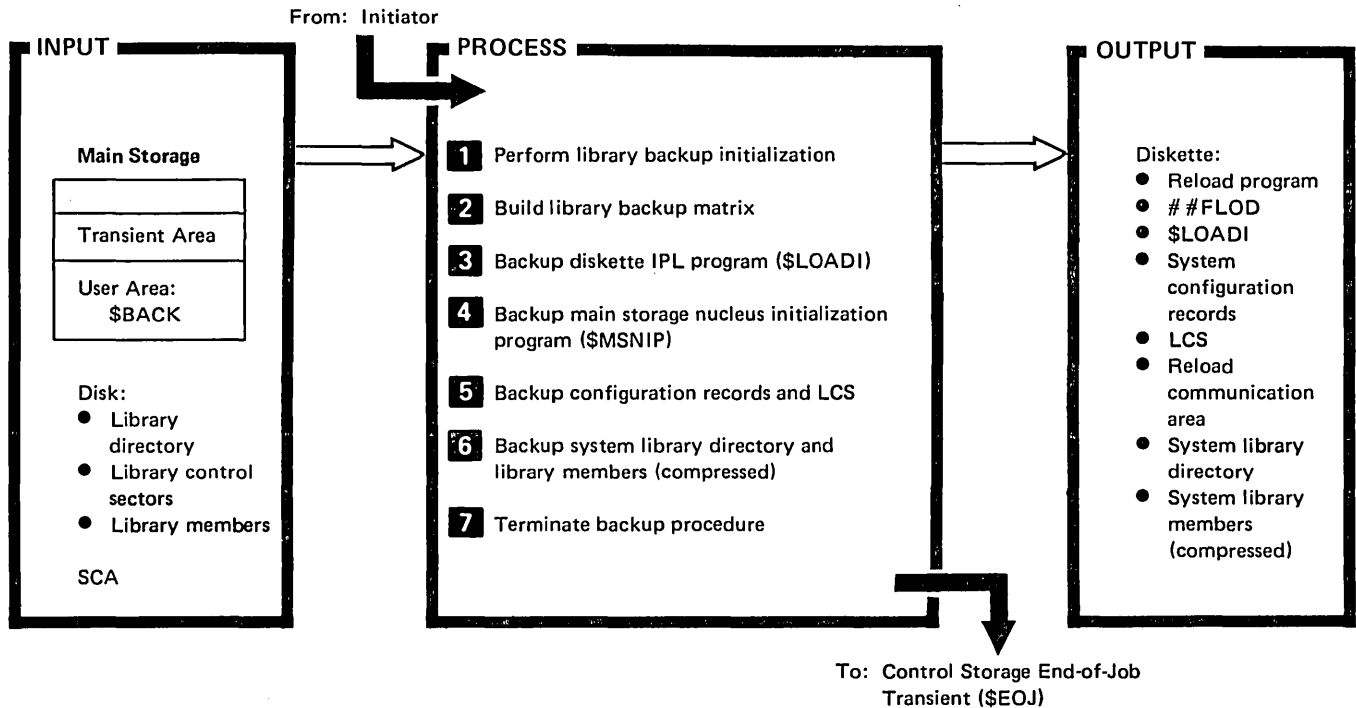 From: Initiator
INPUT
Main Storage
Transient Area
User Area:
$BACK
Disk:
● Library
directory
● Library control
sectors
● Library members
SCA
PROCESS
1 Perform library backup initialization
2 Build library backup matrix
3 Backup diskette IPL program ($LOADI)
4 Backup main storage nucleus initialization
program ($MSNIP)
5 Backup configuration records and LCS
6 Backup system library directory and
library members (compressed)
7 Terminate backup procedure
OUTPUT
Diskette:
● Reload program
● ##FLOD
● $LOADI
● System
configuration
records
● LCS
● Reload
communication
area
● System library
directory
● System library
members
(compressed)
To: Control Storage End-of-Job
Transient ($EOJ)